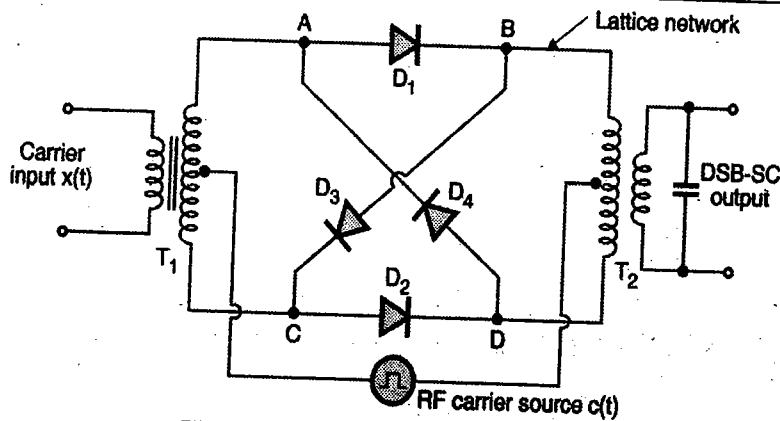 A
B
Lattice network
D1
Carrier
input x(t)
D3
D4
DSB-SC
output
T1
T2
D2
C
D
RF carrier source c(t)